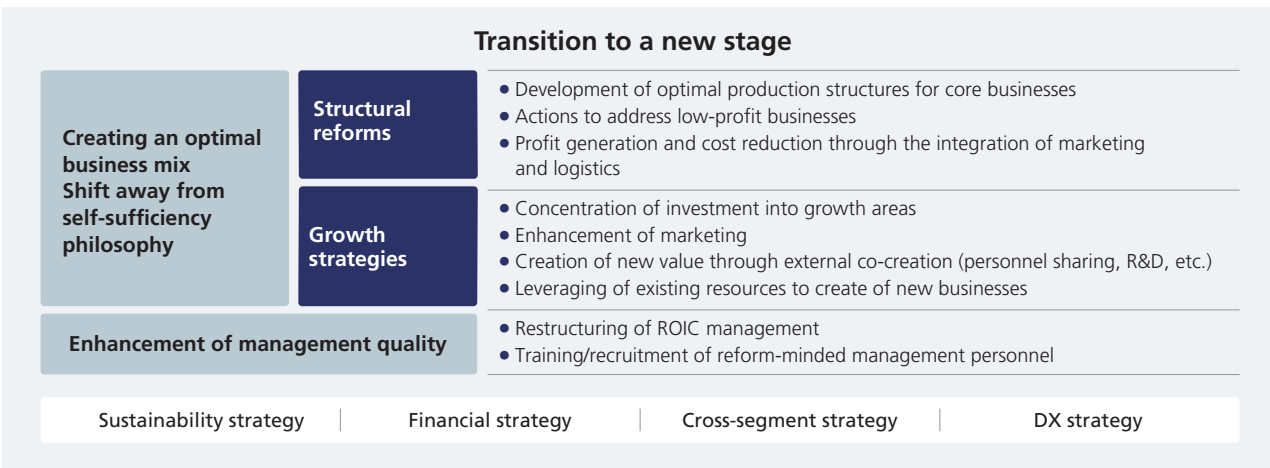 Transition to a new stage
Creating an optimal
business mix
Shift away from
self-sufficiency
philosophy
Structural
reforms
• Development of optimal production structures for core businesses
• Actions to address low-profit businesses
• Profit generation and cost reduction through the integration of marketing
and logistics
Growth
strategies
• Concentration of investment into growth areas
• Enhancement of marketing
• Creation of new value through external co-creation (personnel sharing, R&D, etc.)
• Leveraging of existing resources to create of new businesses
Enhancement of management quality
• Restructuring of ROIC management
• Training/recruitment of reform-minded management personnel
Sustainability strategy
Financial strategy
Cross-segment strategy
DX strategy